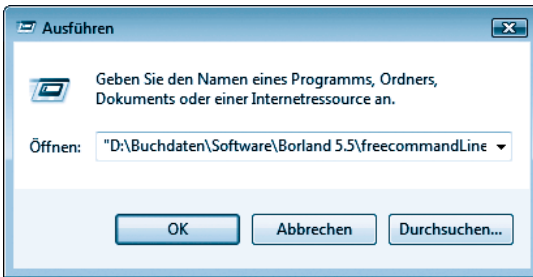 Ausführen
Geben Sie den Namen eines Programms, Ordners,
Dokuments oder einer Internetressource an.
Öffnen: "D:\Buchdaten\Software\Borland 5.5\freecommandLine
OK Abbrechen Durchsuchen...